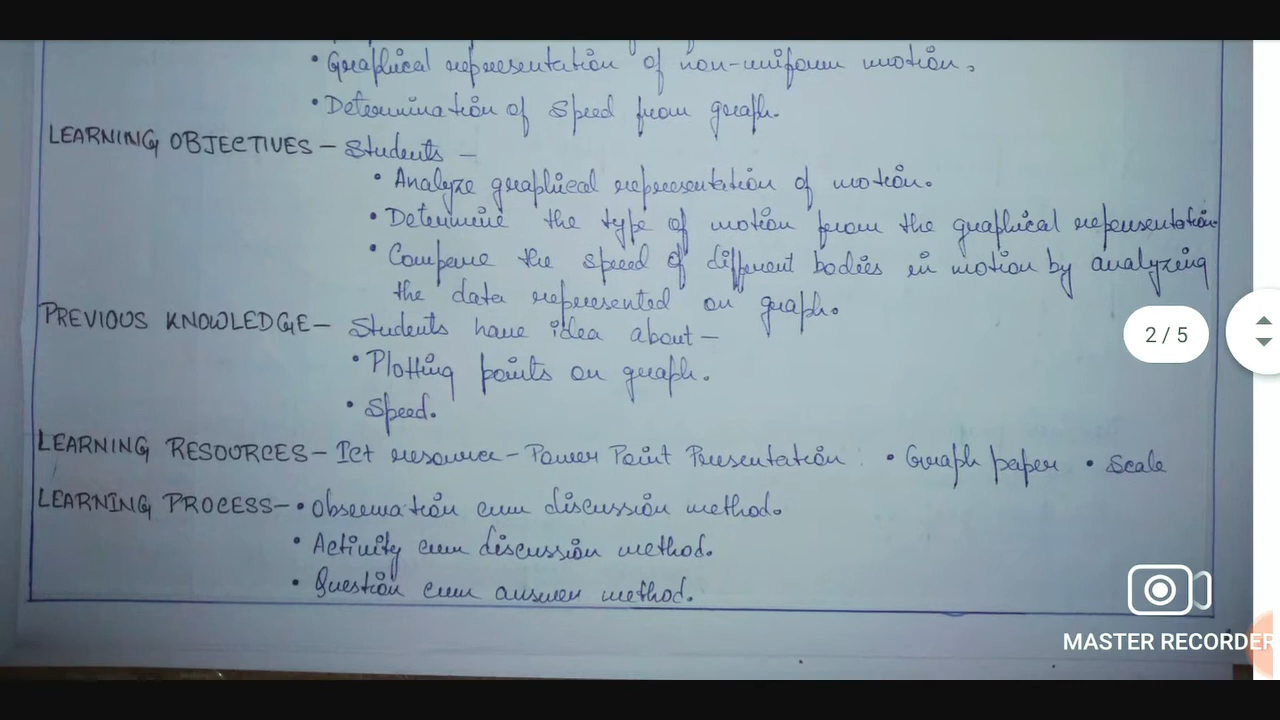 • Graphical representation of non-uniform motion.
• Determination of speed from graph.
LEARNING OBJECTIVES - Students -
• Analyze graphical representation of motion.
• Determine the type of motion from the graphical representation.
• Compare the speed of different bodies in motion by analyzing
the data represented on graph.
PREVIOUS KNOWLEDGE - Students have idea about -
• Plotting points on graph.
• Speed.
2 / 5
LEARNING RESOURCES - Ict resource - Power Point Presentation • Graph paper • Scale
LEARNING PROCESS - • Observation cum discussion method.
• Activity cum discussion method.
• Question cum answer method.
MASTER RECORDER